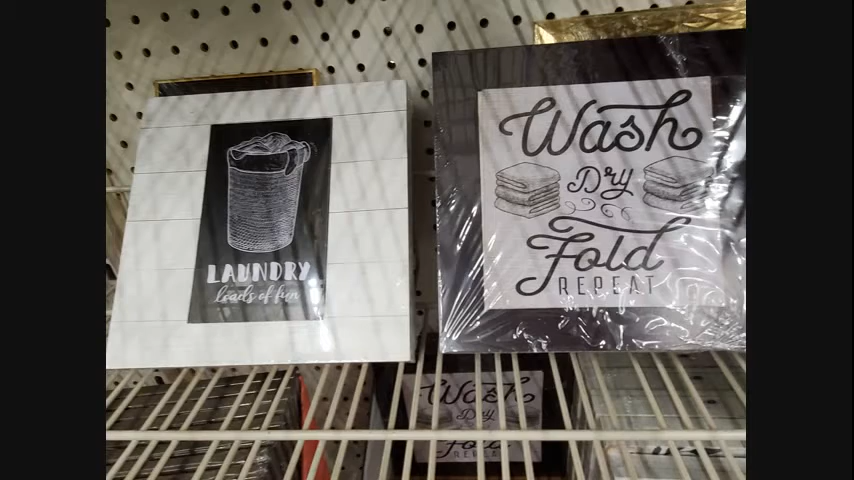 LAUNDRY
loads of fun
Wash
Dry
Fold
REPEAT
Wash
Dry
Fold
REPEAT